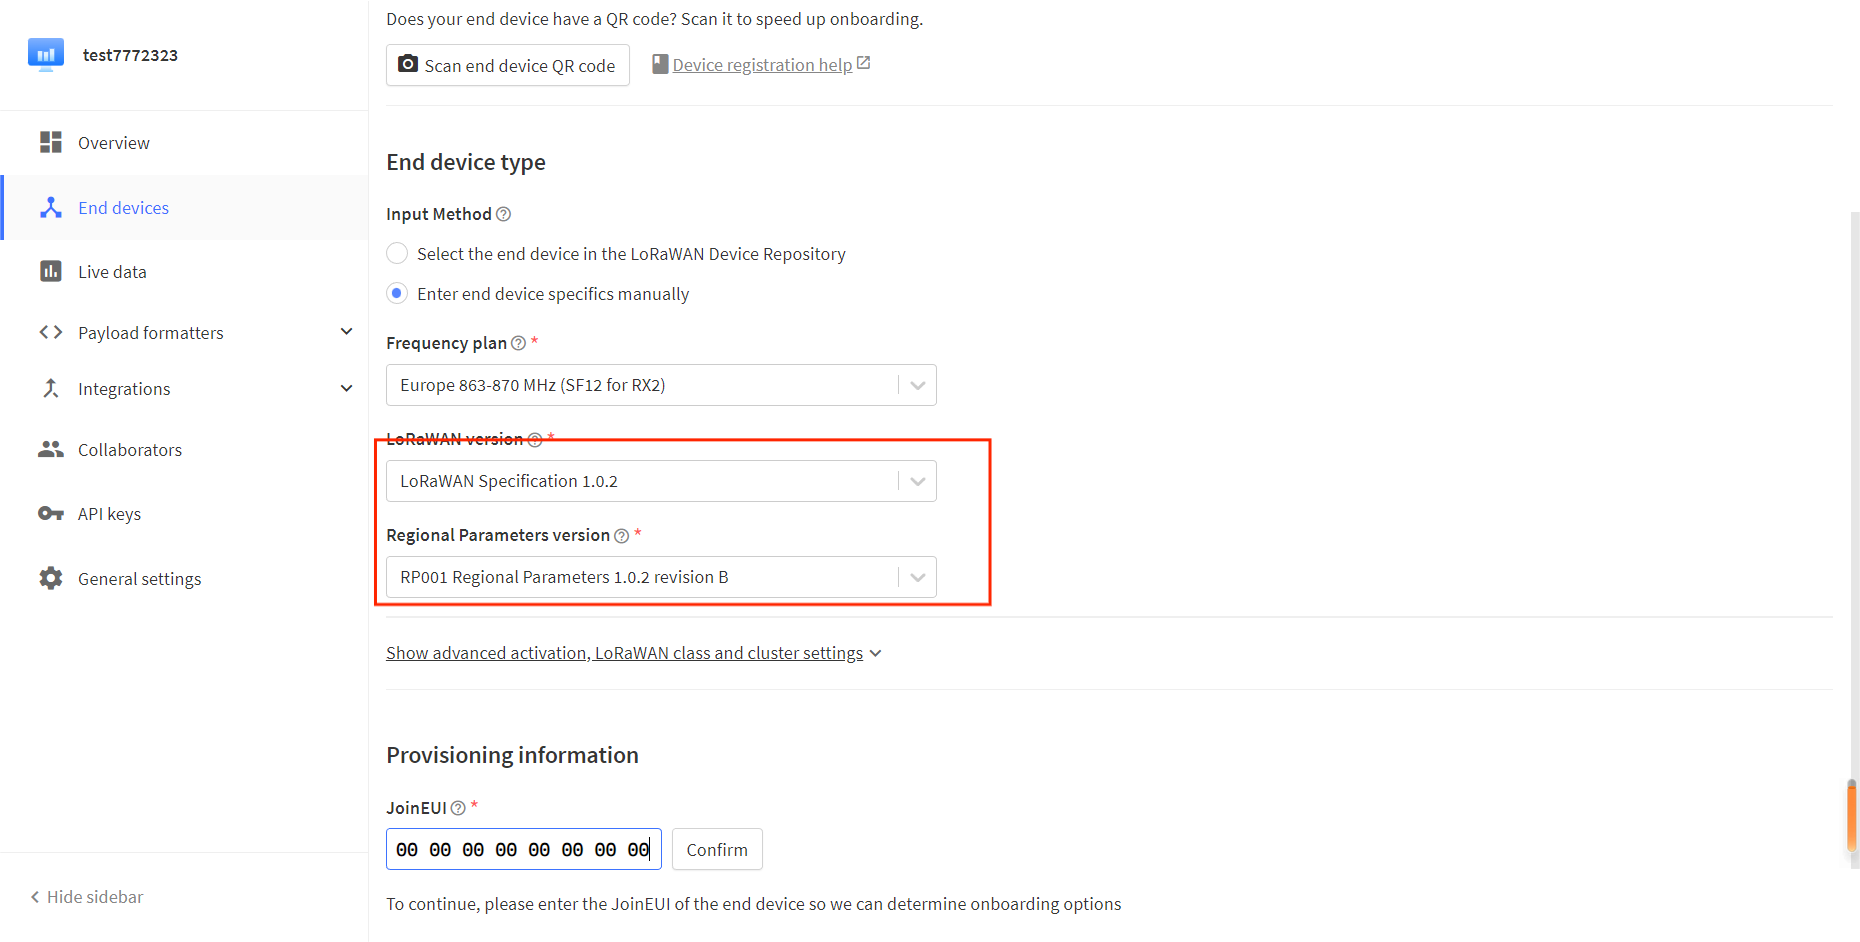 test7772323
Overview
End devices
Live data
Payload formatters
Integrations
Collaborators
API keys
General settings
Hide sidebar
Does your end device have a QR code? Scan it to speed up onboarding.
Scan end device QR code
Device registration help
End device type
Input Method
Select the end device in the LoRaWAN Device Repository
Enter end device specifics manually
Frequency plan *
Europe 863-870 MHz (SF12 for RX2)
LoRaWAN version *
LoRaWAN Specification 1.0.2
Regional Parameters version *
RP001 Regional Parameters 1.0.2 revision B
Show advanced activation, LoRaWAN class and cluster settings
Provisioning information
JoinEUI *
00 00 00 00 00 00 00 00
Confirm
To continue, please enter the JoinEUI of the end device so we can determine onboarding options